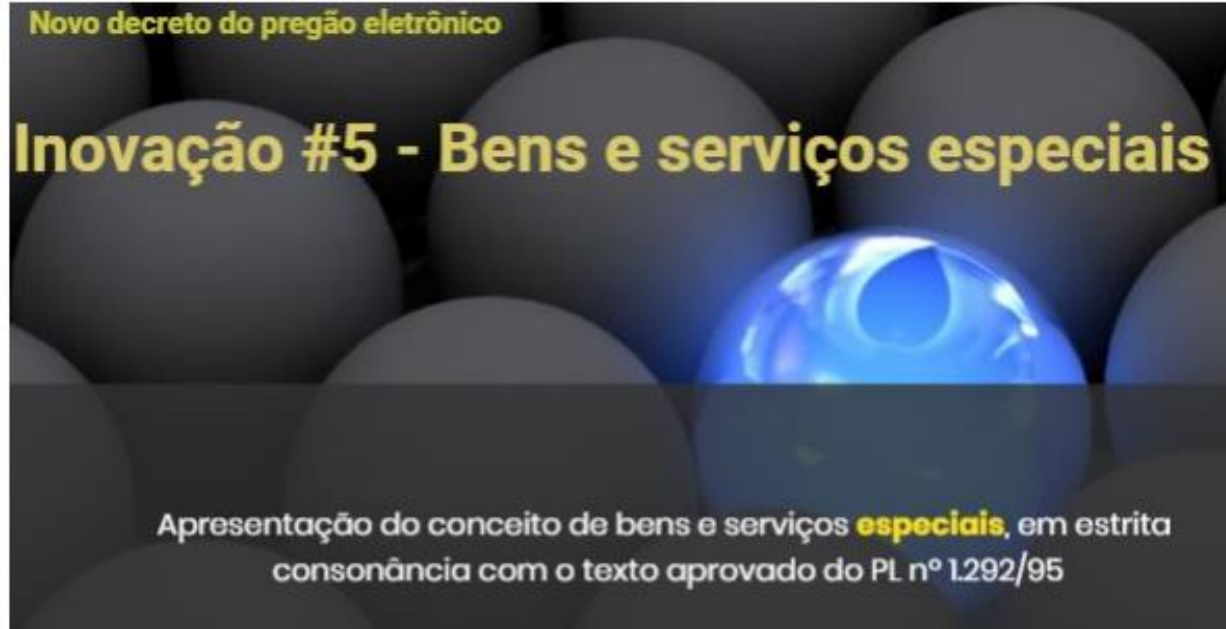 Novo decreto do pregão eletrônico
Inovação #5 - Bens e serviços especiais
Apresentação do conceito de bens e serviços especiais, em estrita
consonância com o texto aprovado do PL nº 1.292/95